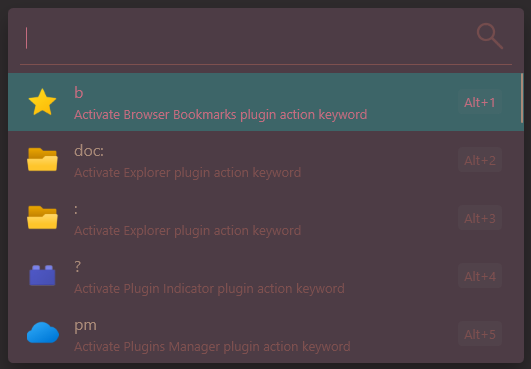 b
Activate Browser Bookmarks plugin action keyword
Alt+1
doc:
Activate Explorer plugin action keyword
Alt+2
:
Activate Explorer plugin action keyword
Alt+3
?
Activate Plugin Indicator plugin action keyword
Alt+4
pm
Activate Plugins Manager plugin action keyword
Alt+5